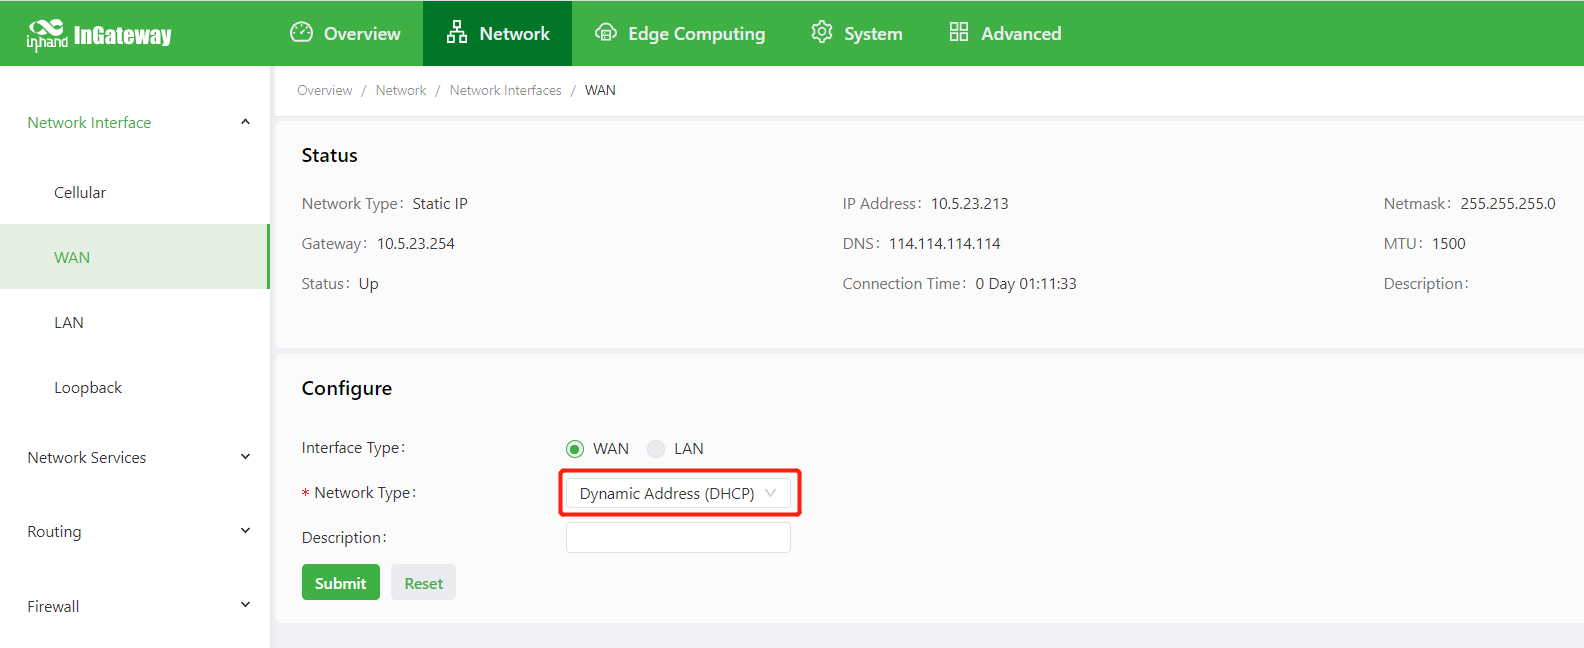 inhand InGateway Overview Network Edge Computing System Advanced
Overview / Network / Network Interfaces / WAN
Network Interface
Cellular
WAN
LAN
Loopback
Network Services
Routing
Firewall
Status
Network Type: Static IP IP Address: 10.5.23.213 Netmask: 255.255.255.0
Gateway: 10.5.23.254 DNS: 114.114.114.114 MTU: 1500
Status: Up Connection Time: 0 Day 01:11:33 Description:
Configure
Interface Type: WAN LAN
* Network Type: Dynamic Address (DHCP)
Description:
Submit Reset